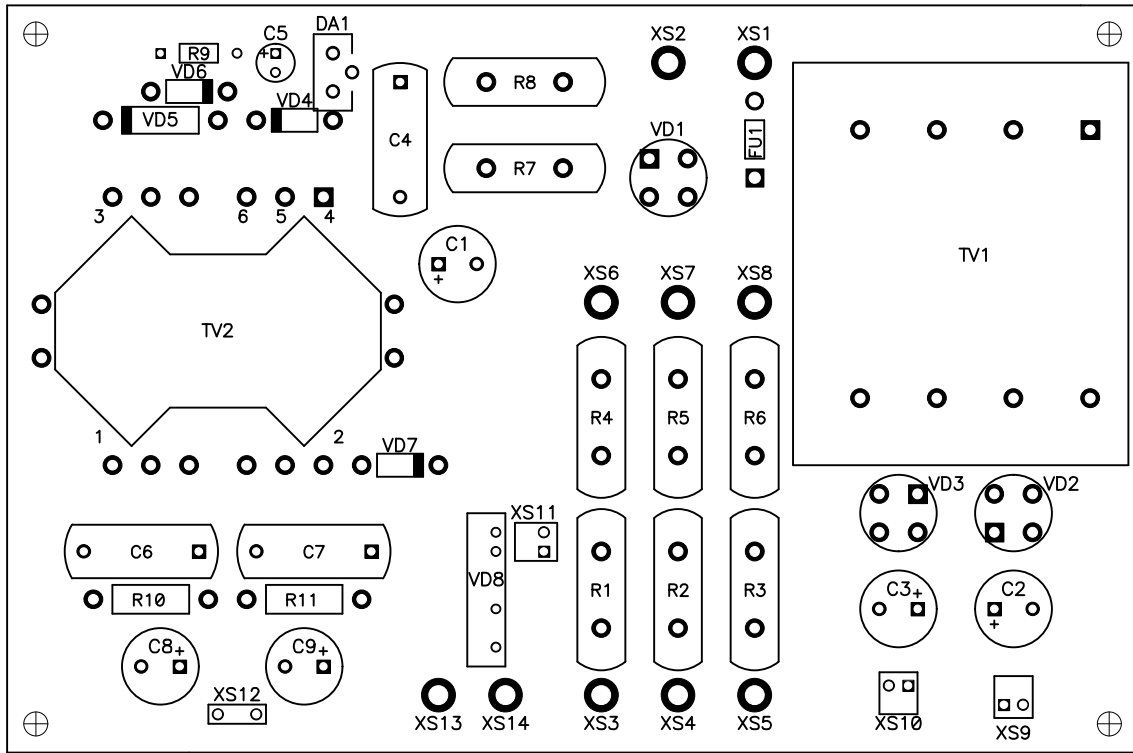 C5
DA1
XS2
XS1
+
R9
VD6
VD4
VD5
R8
C4
VD1
FU1
R7
3
6
5
4
C1
+
TV1
XS6
XS7
XS8
TV2
R4
R5
R6
1
2
VD7
VD3
VD2
XS11
C6
C7
VD8
R10
R11
R1
R2
R3
C3
+
C2
+
C8
+
C9
+
XS12
XS13
XS14
XS3
XS4
XS5
XS10
XS9